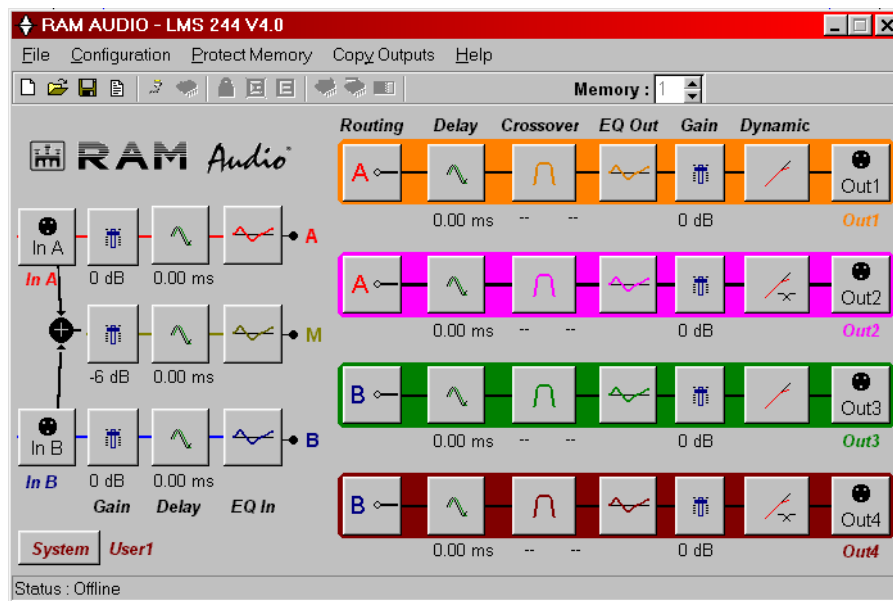 RAM AUDIO - LMS 244 V4.0
File Configuration Protect Memory Copy Outputs Help
Memory : 1
Routing Delay Crossover EQ Out Gain Dynamic
RAM Audio
A Out1
0.00 ms -- -- 0 dB Out1
In A A
In A 0 dB 0.00 ms
A Out2
0.00 ms -- -- 0 dB Out2
M
-6 dB 0.00 ms
B Out3
0.00 ms -- -- 0 dB Out3
In B B
In B 0 dB 0.00 ms
Gain Delay EQ In
B Out4
0.00 ms -- -- 0 dB Out4
System User1
Status : Offline